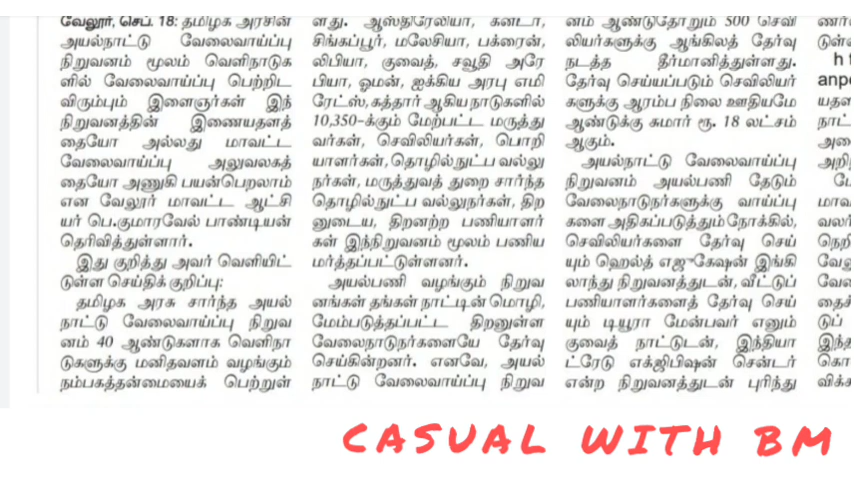 வேலூர், செப். 18: தமிழக அரசின்
அயல்நாட்டு வேலைவாய்ப்பு
நிறுவனம் மூலம் வெளிநாடுக
ளில் வேலைவாய்ப்பு பெற்றிட
விரும்பும் இளைஞர்கள் இந்
நிறுவனத்தின் இணையதளத்
தையோ அல்லது மாவட்ட
வேலைவாய்ப்பு அலுவலகத்
தையோ அணுகி பயன்பெறலாம்
என வேலூர் மாவட்ட ஆட்சி
யர் பெ.குமாரவேல் பாண்டியன்
தெரிவித்துள்ளார்.
இது குறித்து அவர் வெளியிட்
டுள்ள செய்திக் குறிப்பு:
தமிழக அரசு சார்ந்த அயல்
நாட்டு வேலைவாய்ப்பு நிறுவ
னம் 40 ஆண்டுகளாக வெளிநா
டுகளுக்கு மனிதவளம் வழங்கும்
நம்பகத்தன்மையைக் பெற்றுள்
ளது. ஆஸ்திரேலியா, கனடா,
சிங்கப்பூர், மலேசியா, பக்ரைன்,
லிபியா, குவைத், சவூதி அரே
பியா, ஓமன், ஐக்கிய அரபு எமி
ரேட்ஸ், கத்தார் ஆகிய நாடுகளில்
10,350-க்கும் மேற்பட்ட மருத்து
வர்கள், செவிலியர்கள், பொறி
யாளர்கள், தொழில்நுட்ப வல்லு
நர்கள், மருத்துவத் துறை சார்ந்த
தொழில்நுட்ப வல்லுநர்கள், திற
னுடைய, திறனற்ற பணியாளர்
கள் இந்நிறுவனம் மூலம் பணிய
மர்த்தப்பட்டுள்ளனர்.
அயல்பணி வழங்கும் நிறுவ
னங்கள் தங்கள் நாட்டின் மொழி,
மேம்படுத்தப்பட்ட திறனுள்ள
வேலைநாடுநர்களையே தேர்வு
செய்கின்றனர். எனவே, அயல்
நாட்டு வேலைவாய்ப்பு நிறுவ
னம் ஆண்டுதோறும் 500 செவி
லியர்களுக்கு ஆங்கிலத் தேர்வு
நடத்த தீர்மானித்துள்ளது.
தேர்வு செய்யப்படும் செவிலியர்
களுக்கு ஆரம்ப நிலை ஊதியமே
ஆண்டுக்கு சுமார் ரூ. 18 லட்சம்
ஆகும்.
அயல்நாட்டு வேலைவாய்ப்பு
நிறுவனம் அயல்பணி தேடும்
வேலைநாடுநர்களுக்கு வாய்ப்பு
களை அதிகப்படுத்தும் நோக்கில்,
செவிலியர்களை தேர்வு செய்
யும் ஹெல்த் எஜுகேஷன் இங்கி
லாந்து நிறுவனத்துடன், வீட்டுப்
பணியாளர்களைத் தேர்வு செய்
யும் டியூரா மேன்பவர் எனும்
குவைத் நாட்டுடன், இந்தியா
ட்ரேடு எக்ஜிபிஷன் சென்டர்
என்ற நிறுவனத்துடன் புரிந்து
CASUAL WITH BM